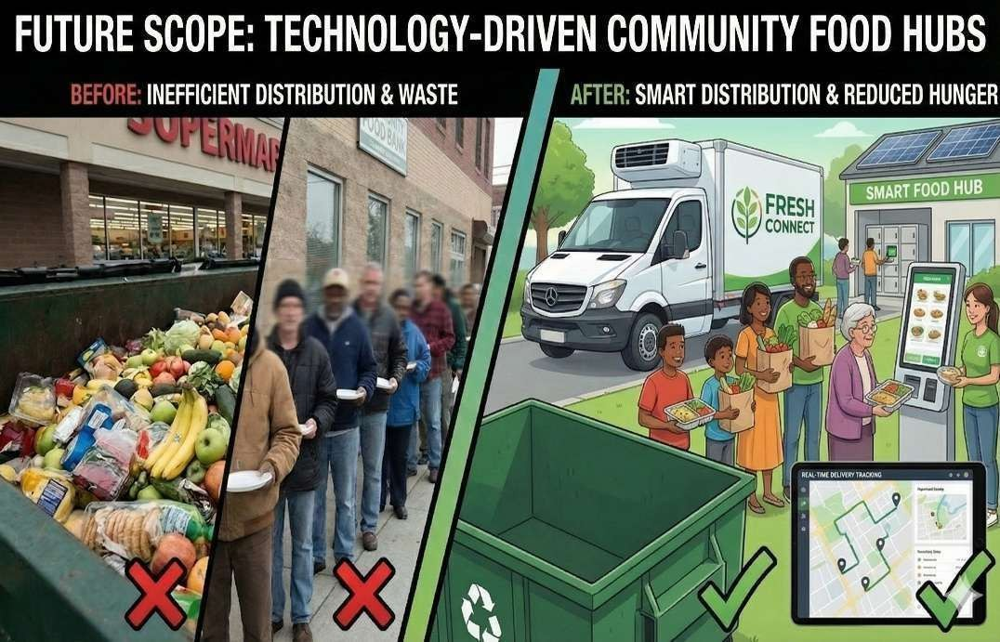 FUTURE SCOPE: TECHNOLOGY-DRIVEN COMMUNITY FOOD HUBS
BEFORE: INEFFICIENT DISTRIBUTION & WASTE
AFTER: SMART DISTRIBUTION & REDUCED HUNGER
SUPERMAR
FOOD BANK
FRESH
CONNECT
SMART FOOD HUB
REAL-TIME DELIVERY TRACKING